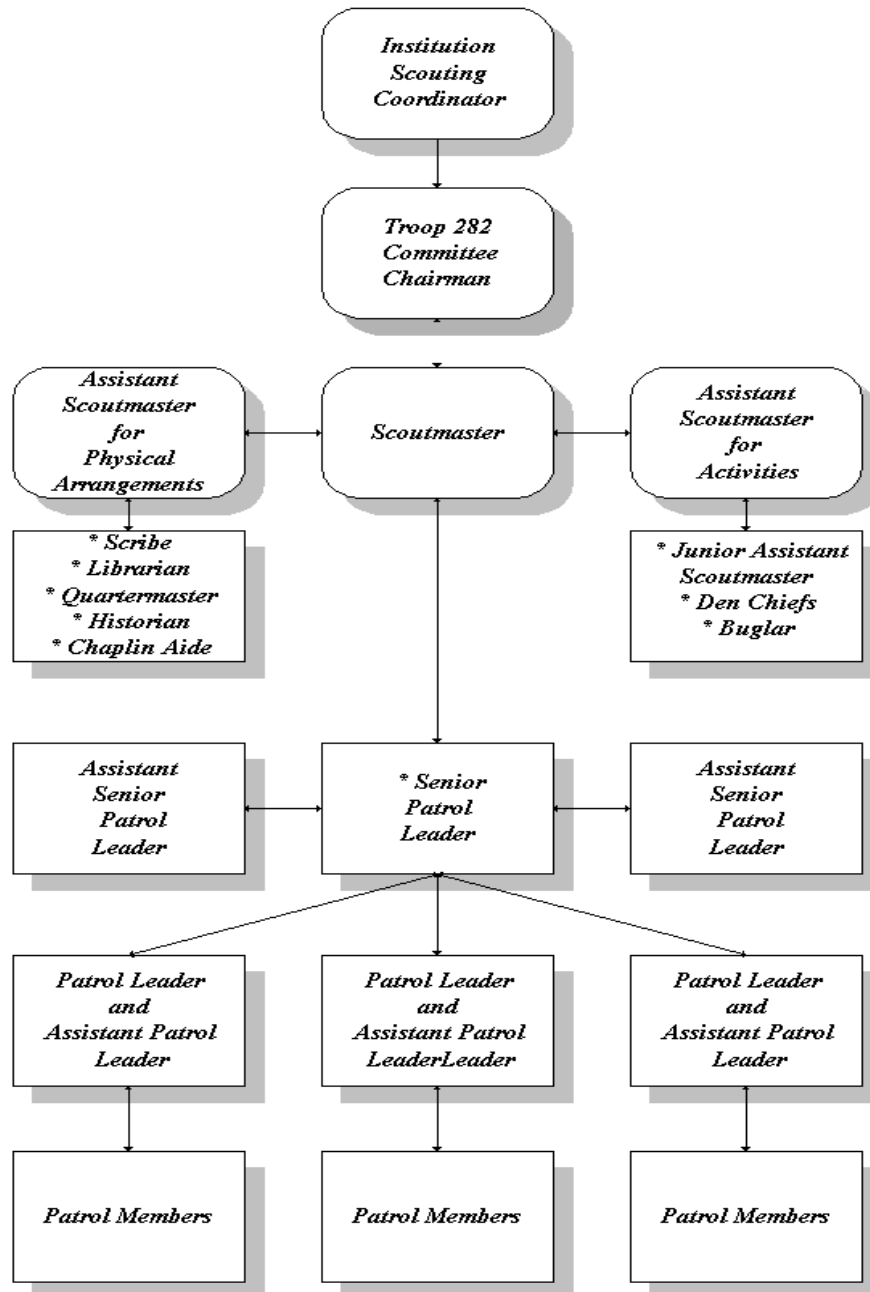 Institution
Scouting
Coordinator
Troop 282
Committee
Chairman
Assistant
Scoutmaster
for
Physical
Arrangements
Scoutmaster
Assistant
Scoutmaster
for
Activities
* Scribe
* Librarian
* Quartermaster
* Historian
* Chaplin Aide
* Junior Assistant
Scoutmaster
* Den Chiefs
* Buglar
Assistant
Senior
Patrol
Leader
* Senior
Patrol
Leader
Assistant
Senior
Patrol
Leader
Patrol Leader
and
Assistant Patrol
Leader
Patrol Leader
and
Assistant Patrol
LeaderLeader
Patrol Leader
and
Assistant Patrol
Leader
Patrol Members
Patrol Members
Patrol Members